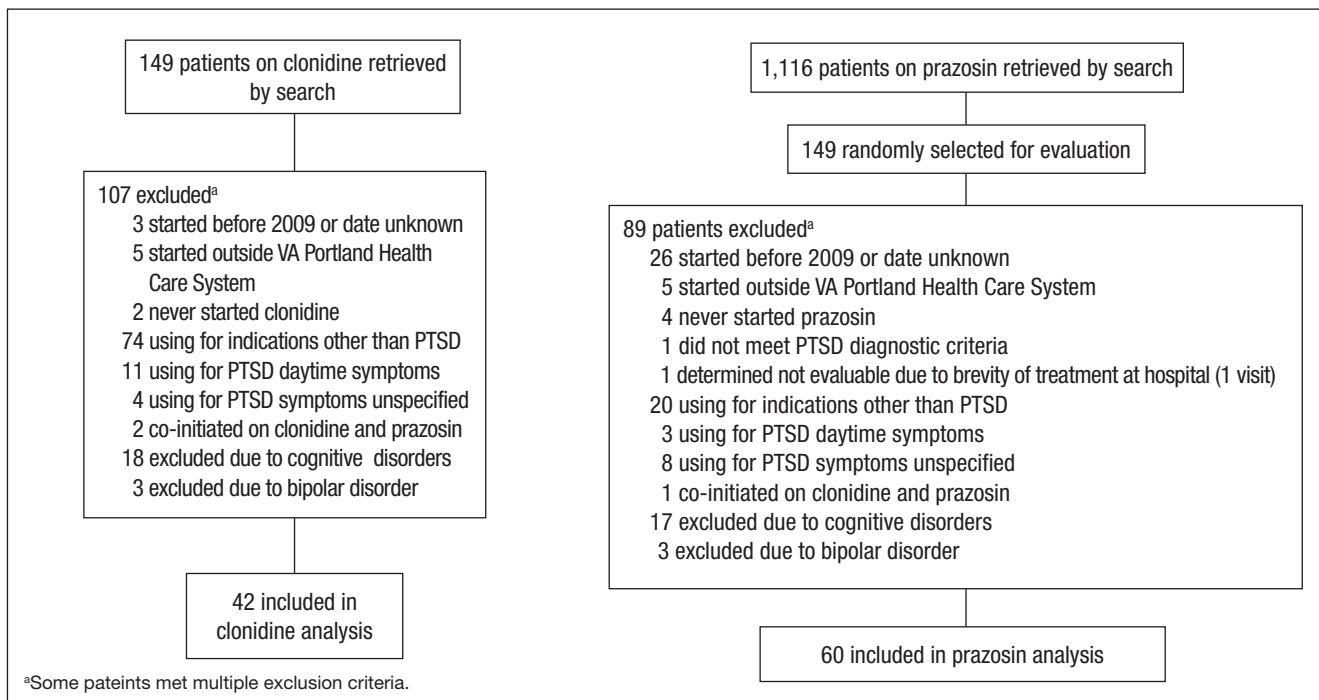 149 patients on clonidine retrieved
by search
107 excludedᵃ
3 started before 2009 or date unknown
5 started outside VA Portland Health
Care System
2 never started clonidine
74 using for indications other than PTSD
11 using for PTSD daytime symptoms
4 using for PTSD symptoms unspecified
2 co-initiated on clonidine and prazosin
18 excluded due to cognitive disorders
3 excluded due to bipolar disorder
42 included in
clonidine analysis
1,116 patients on prazosin retrieved by search
149 randomly selected for evaluation
89 patients excludedᵃ
26 started before 2009 or date unknown
5 started outside VA Portland Health Care System
4 never started prazosin
1 did not meet PTSD diagnostic criteria
1 determined not evaluable due to brevity of treatment at hospital (1 visit)
20 using for indications other than PTSD
3 using for PTSD daytime symptoms
8 using for PTSD symptoms unspecified
1 co-initiated on clonidine and prazosin
17 excluded due to cognitive disorders
3 excluded due to bipolar disorder
60 included in prazosin analysis
ᵃSome pateints met multiple exclusion criteria.